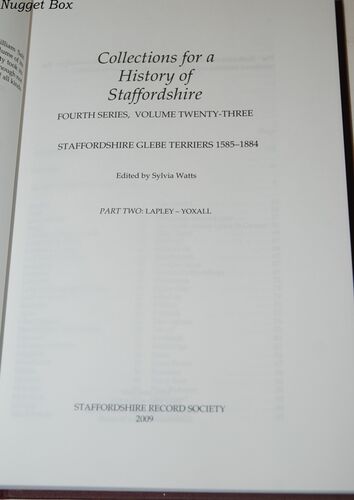 Nugget Box
Collections for a
History of
Staffordshire
FOURTH SERIES, VOLUME TWENTY-THREE
STAFFORDSHIRE GLEBE TERRIERS 1585–1884
Edited by Sylvia Watts
PART TWO: LAPLEY – YOXALL
STAFFORDSHIRE RECORD SOCIETY
2009